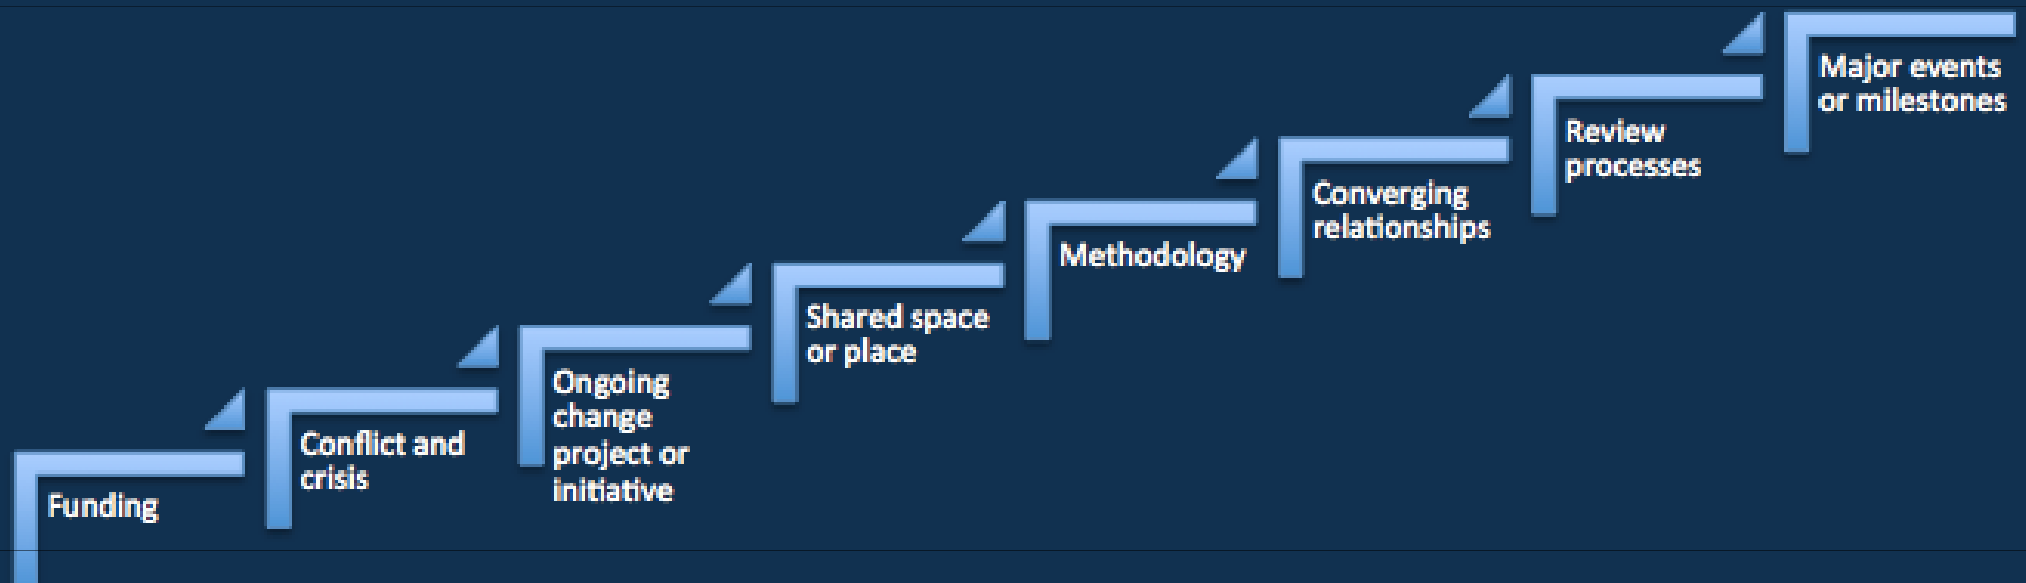 Funding
Conflict and
crisis
Ongoing
change
project or
initiative
Shared space
or place
Methodology
Converging
relationships
Review
processes
Major events
or milestones